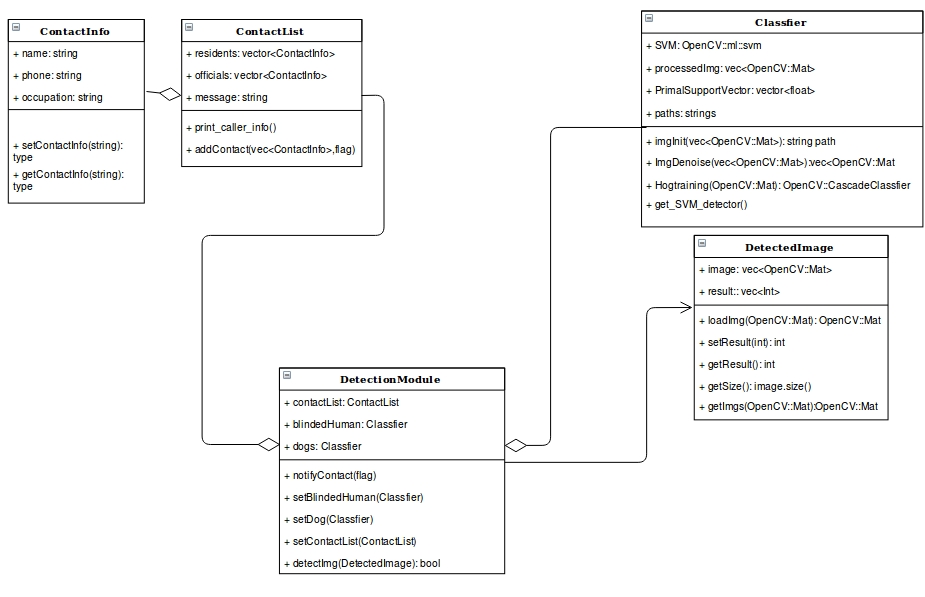 ContactInfo
+ name: string
+ phone: string
+ occupation: string
+ setContactInfo(string):
type
+ getContactInfo(string):
type
ContactList
+ residents: vector<ContactInfo>
+ officials: vector<ContactInfo>
+ message: string
+ print_caller_info()
+ addContact(vec<ContactInfo>,flag)
Classfier
+ SVM: OpenCV::ml::svm
+ processedImg: vec<OpenCV::Mat>
+ PrimalSupportVector: vector<float>
+ paths: strings
+ imgInit(vec<OpenCV::Mat>): string path
+ ImgDenoise(vec<OpenCV::Mat>):vec<OpenCV::Mat
+ Hogtraining(OpenCV::Mat): OpenCV::CascadeClassfier
+ get_SVM_detector()
DetectedImage
+ image: vec<OpenCV::Mat>
+ result:: vec<Int>
+ loadImg(OpenCV::Mat): OpenCV::Mat
+ setResult(int): int
+ getResult(): int
+ getSize(): image.size()
+ getImgs(OpenCV::Mat):OpenCV::Mat
DetectionModule
+ contactList: ContactList
+ blindedHuman: Classfier
+ dogs: Classfier
+ notifyContact(flag)
+ setBlindedHuman(Classfier)
+ setDog(Classfier)
+ setContactList(ContactList)
+ detectImg(DetectedImage): bool